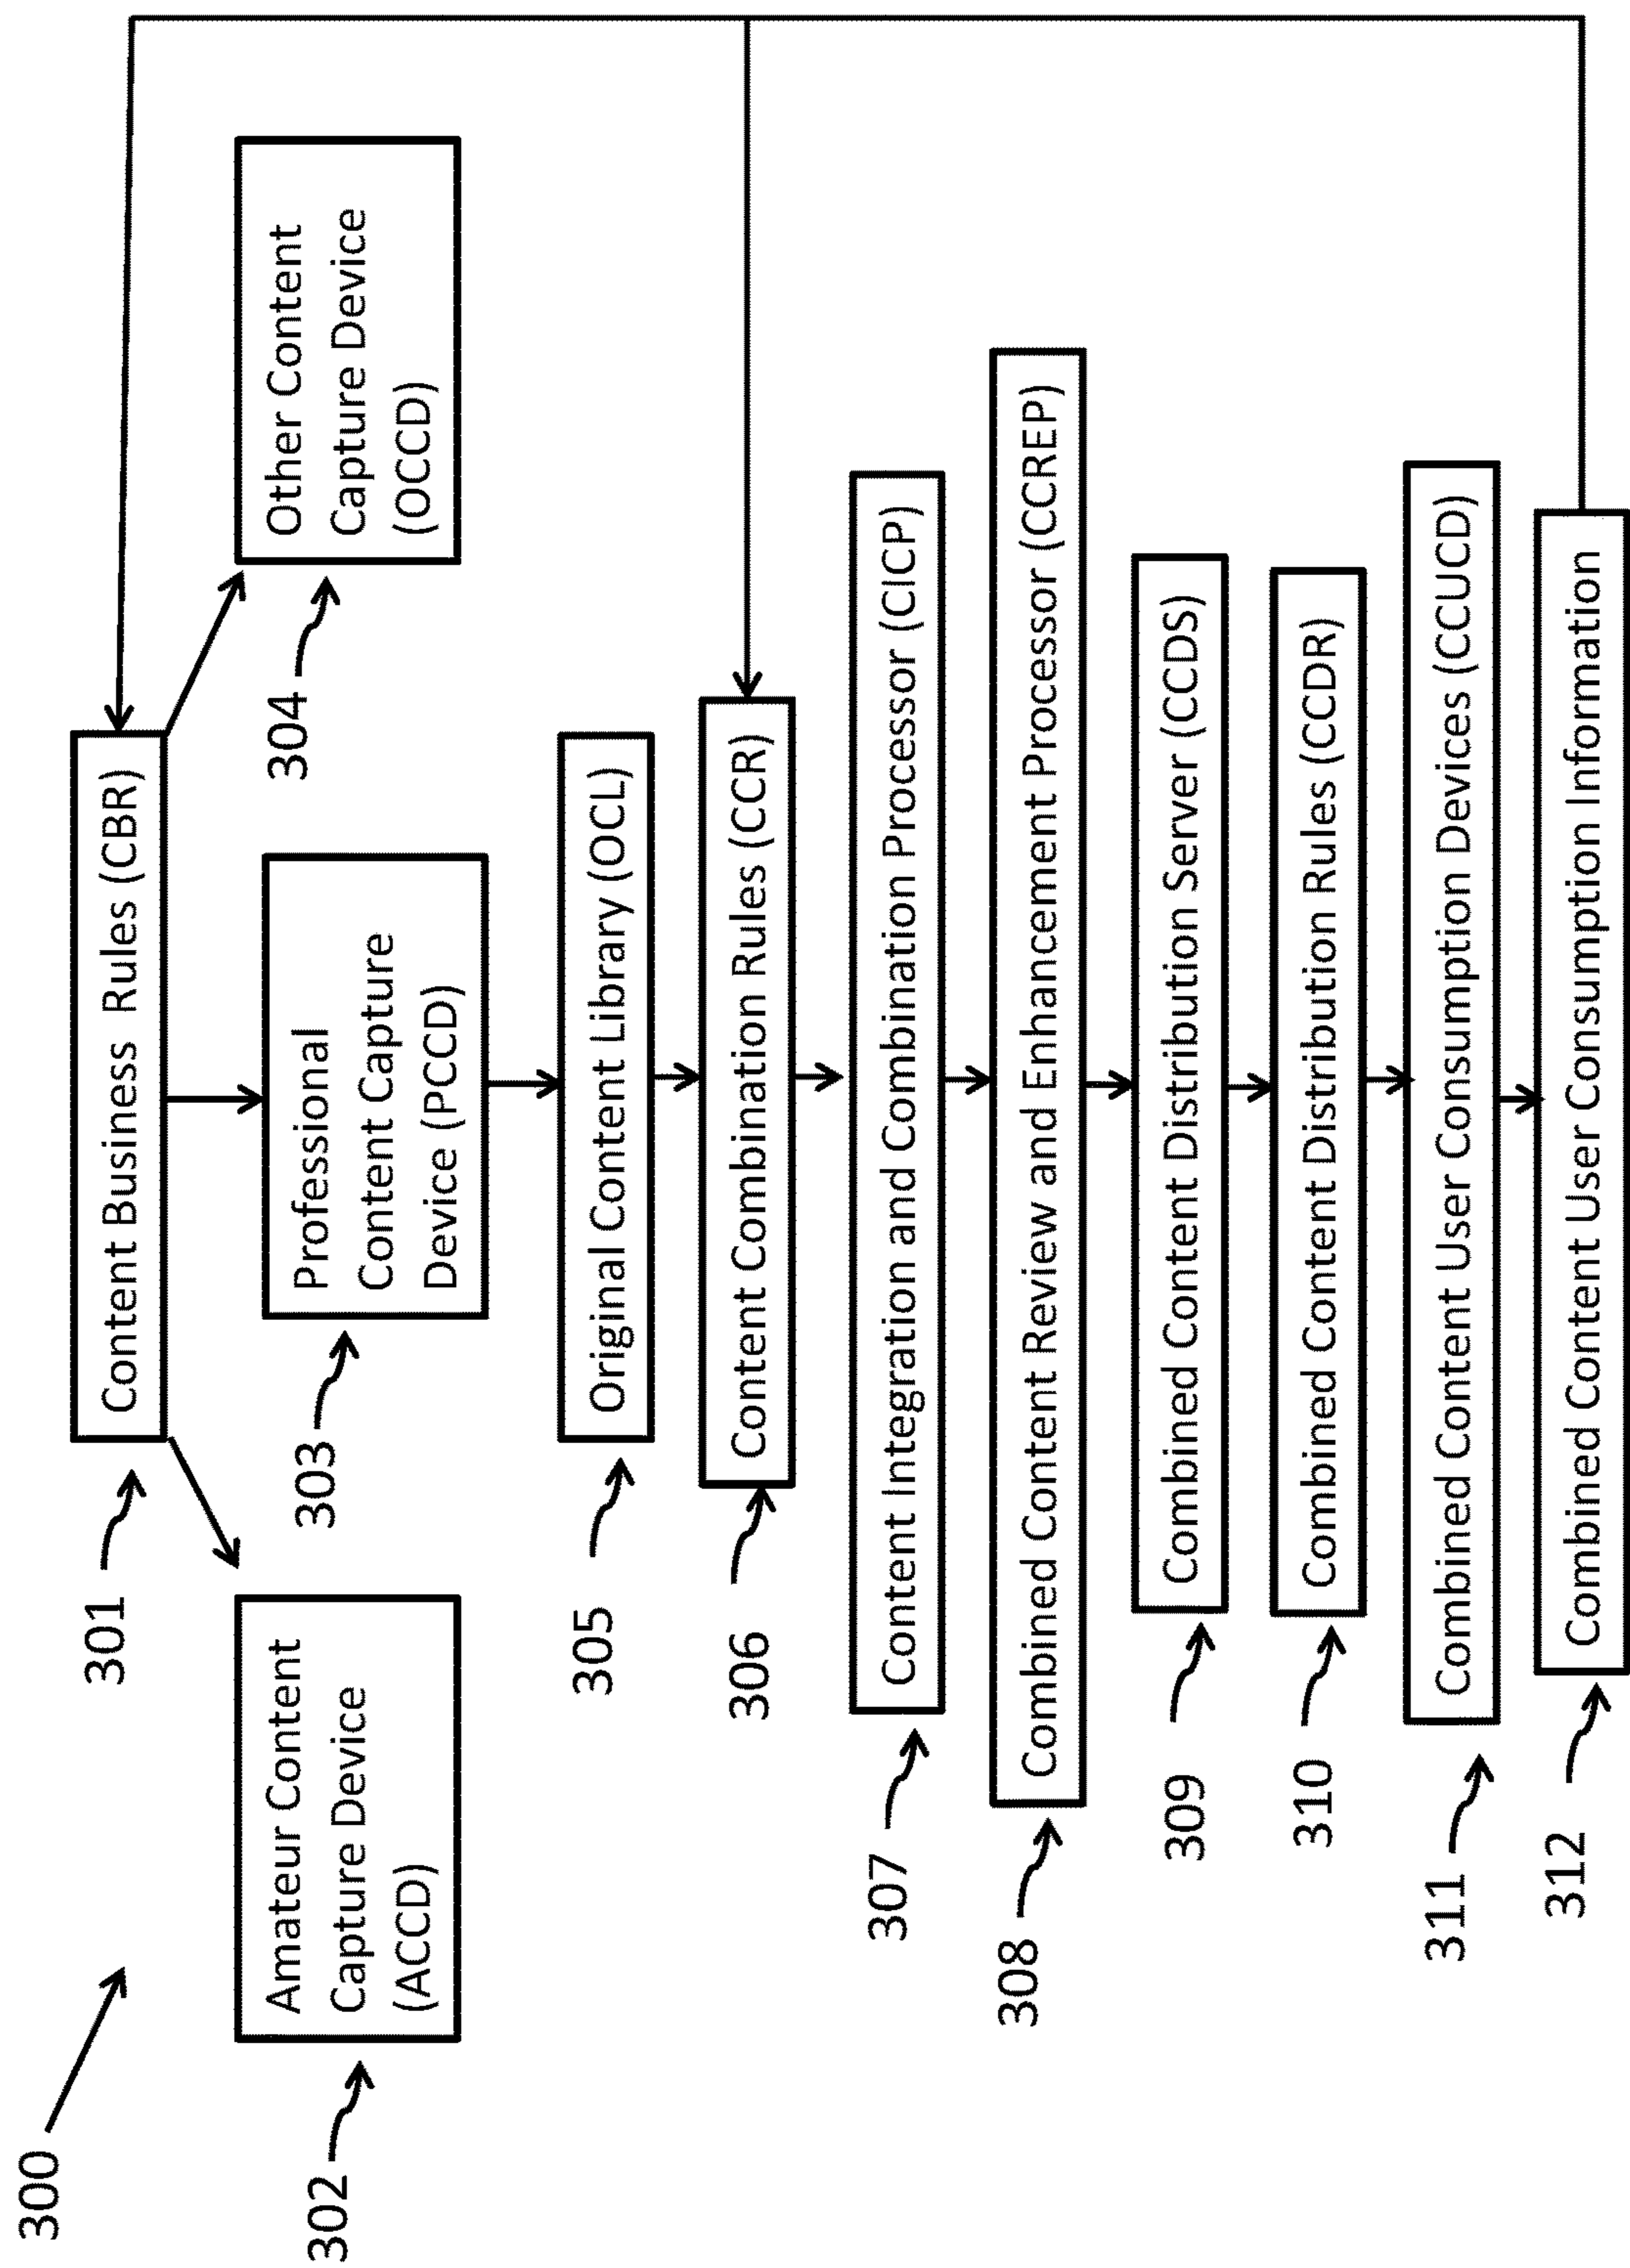 300
301
Content Business Rules (CBR)
302
Amateur Content
Capture Device
(ACCD)
303
Professional
Content Capture
Device (PCCD)
304
Other Content
Capture Device
(OCCD)
305
Original Content Library (OCL)
306
Content Combination Rules (CCR)
307
Content Integration and Combination Processor (CICP)
308
Combined Content Review and Enhancement Processor (CCREP)
309
Combined Content Distribution Server (CCDS)
310
Combined Content Distribution Rules (CCDR)
311
Combined Content User Consumption Devices (CCUCD)
312
Combined Content User Consumption Information